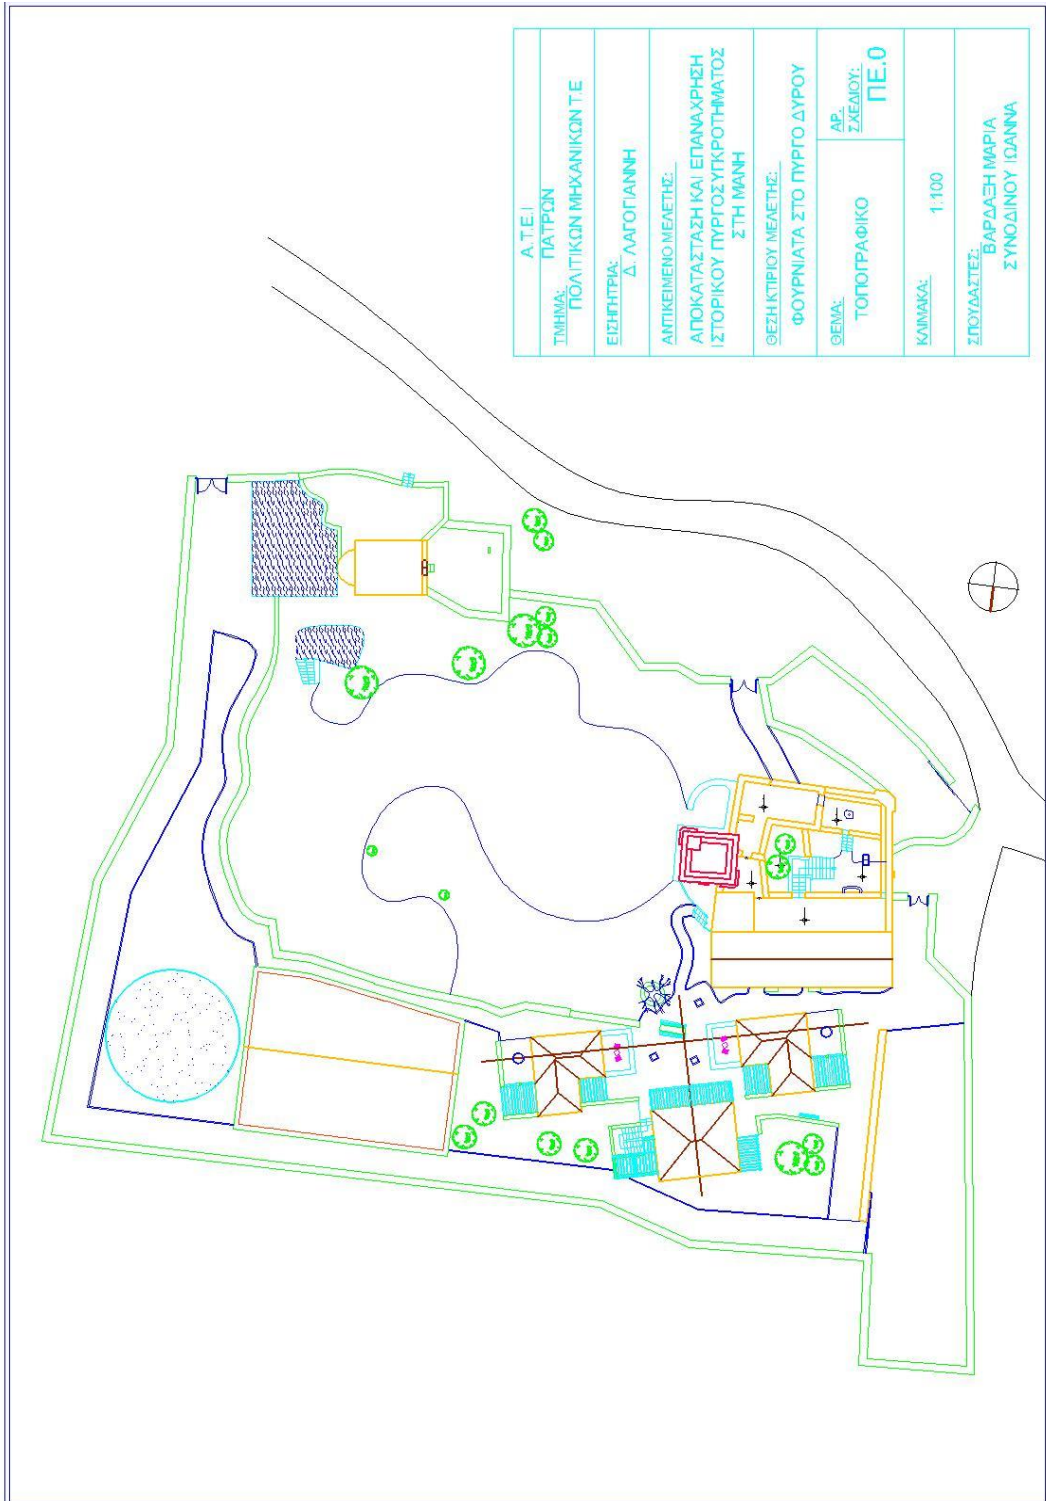 Α.Τ.Ε.Ι
ΠΑΤΡΩΝ
ΤΜΗΜΑ:
ΠΟΛΙΤΙΚΩΝ ΜΗΧΑΝΙΚΩΝ Τ.Ε
ΕΙΣΗΓΗΤΡΙΑ:
Δ. ΛΑΓΟΓΙΑΝΝΗ
ΑΝΤΙΚΕΙΜΕΝΟ ΜΕΛΕΤΗΣ:
ΑΠΟΚΑΤΑΣΤΑΣΗ ΚΑΙ ΕΠΑΝΑΧΡΗΣΗ
ΙΣΤΟΡΙΚΟΥ ΠΥΡΓΟΣΥΓΚΡΟΤΗΜΑΤΟΣ
ΣΤΗ ΜΑΝΗ
ΘΕΣΗ ΚΤΙΡΙΟΥ ΜΕΛΕΤΗΣ:
ΦΟΥΡΝΙΑΤΑ ΣΤΟ ΠΥΡΓΟ ΔΥΡΟΥ
ΘΕΜΑ:
ΤΟΠΟΓΡΑΦΙΚΟ
ΑΡ.
ΣΧΕΔΙΟΥ:
ΠΕ.0
ΚΛΙΜΑΚΑ:
1:100
ΣΠΟΥΔΑΣΤΕΣ:
ΒΑΡΔΑΞΗ ΜΑΡΙΑ
ΣΥΝΟΔΙΝΟΥ ΙΩΑΝΝΑ